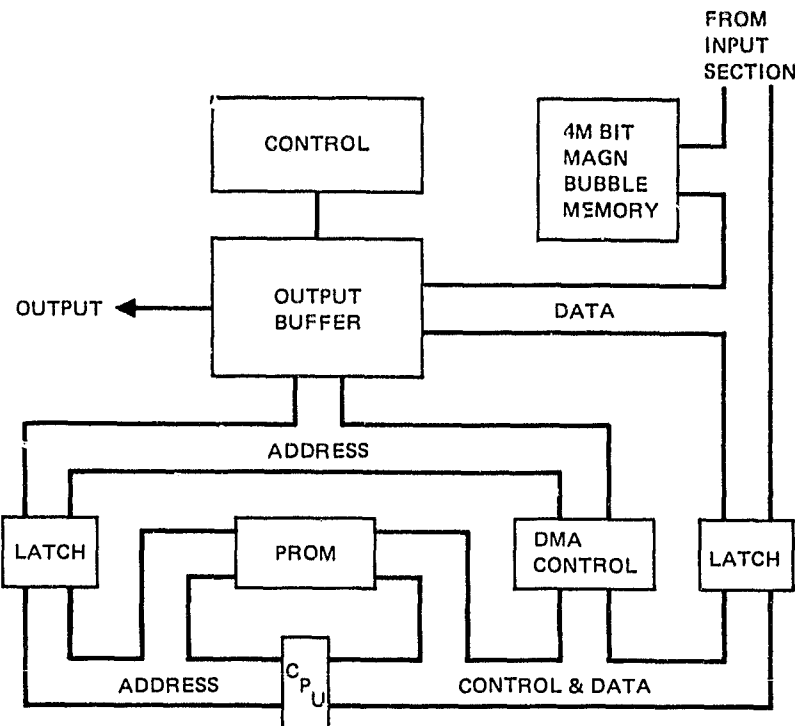 FROM
INPUT
SECTION
CONTROL
4M BIT
MAGN
BUBBLE
MEMORY
OUTPUT
OUTPUT
BUFFER
DATA
ADDRESS
LATCH
PROM
DMA
CONTROL
LATCH
CPU
ADDRESS
CONTROL & DATA